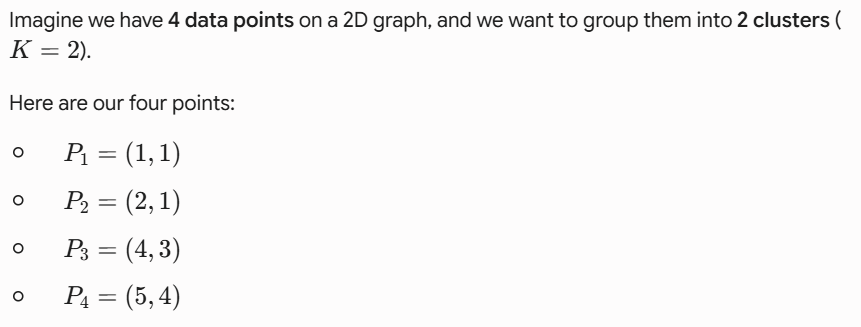 Imagine we have 4 data points on a 2D graph, and we want to group them into 2 clusters (
K = 2).
Here are our four points:
○ P₁ = (1, 1)
○ P₂ = (2, 1)
○ P₃ = (4, 3)
○ P₄ = (5, 4)